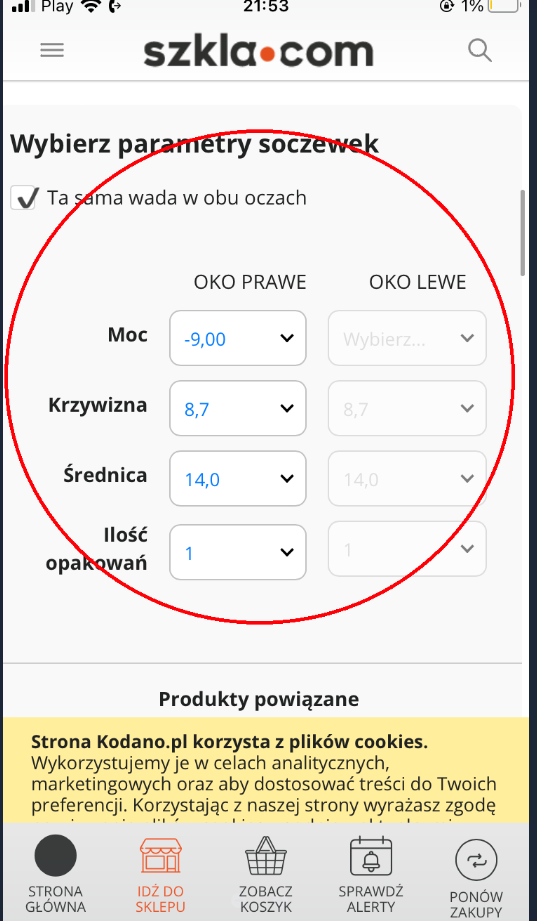 Play 21:53 1%
szkla.com
Wybierz parametry soczewek
Ta sama wada w obu oczach
OKO PRAWE OKO LEWE
Moc -9,00 Wybierz...
Krzywizna 8,7 8,7
Średnica 14,0 14,0
Ilość
opakowań 1 1
Produkty powiązane
Strona Kodano.pl korzysta z plików cookies.
Wykorzystujemy je w celach analitycznych,
marketingowych oraz aby dostosować treści do Twoich
preferencji. Korzystając z naszej strony wyrażasz zgodę
STRONA
GŁÓWNA
IDŹ DO
SKLEPU
ZOBACZ
KOSZYK
SPRAWDŹ
ALERTY
PONÓW
ZAKUPY